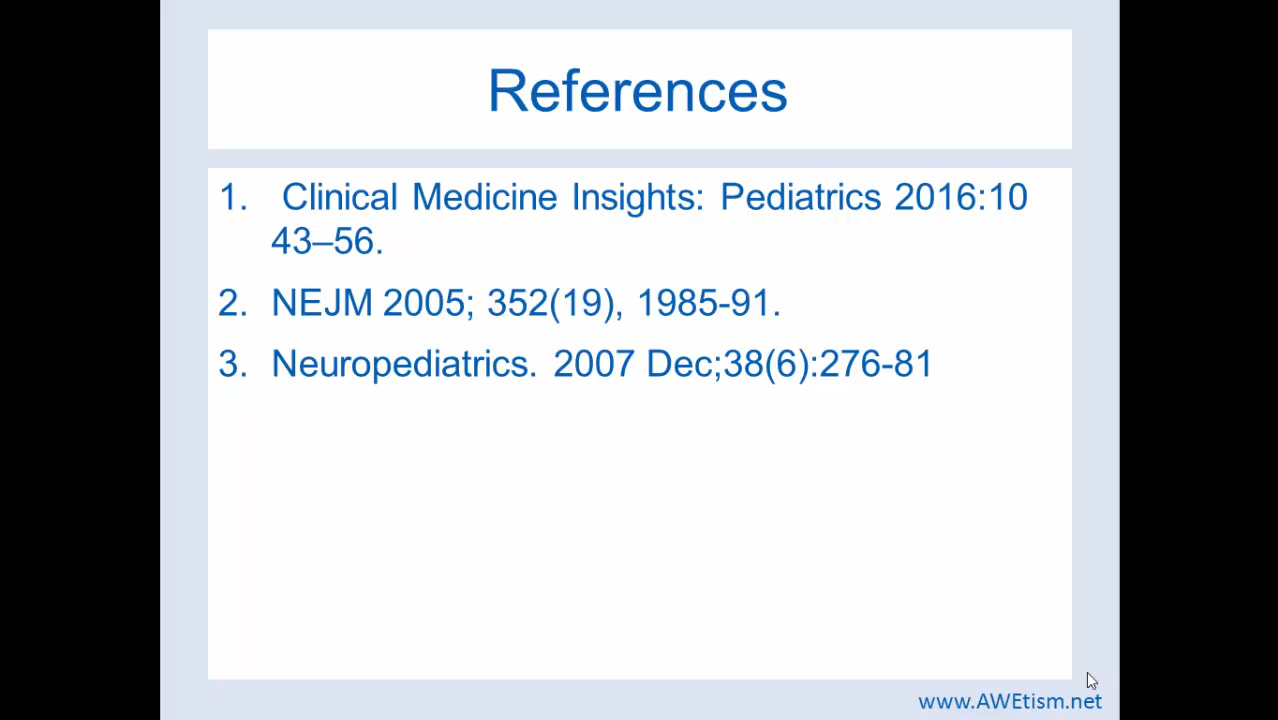 References
1. Clinical Medicine Insights: Pediatrics 2016:10
43–56.
2. NEJM 2005; 352(19), 1985-91.
3. Neuropediatrics. 2007 Dec;38(6):276-81
www.AWEtism.net